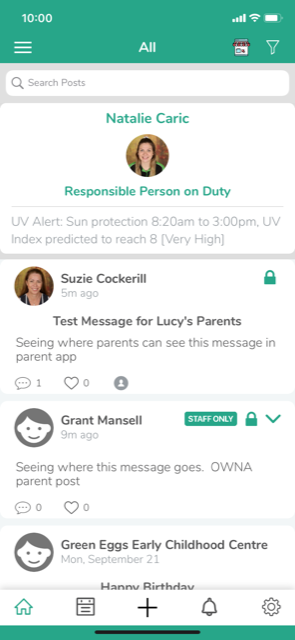 10:00
All
Search Posts
Natalie Caric
Responsible Person on Duty
UV Alert: Sun protection 8:20am to 3:00pm, UV
Index predicted to reach 8 [Very High]
Suzie Cockerill
5m ago
Test Message for Lucy's Parents
Seeing where parents can see this message in
parent app
1 0
Grant Mansell STAFF ONLY
9m ago
Seeing where this message goes. OWNA
parent post
0 0
Green Eggs Early Childhood Centre
Mon, September 21
Happy Birthday